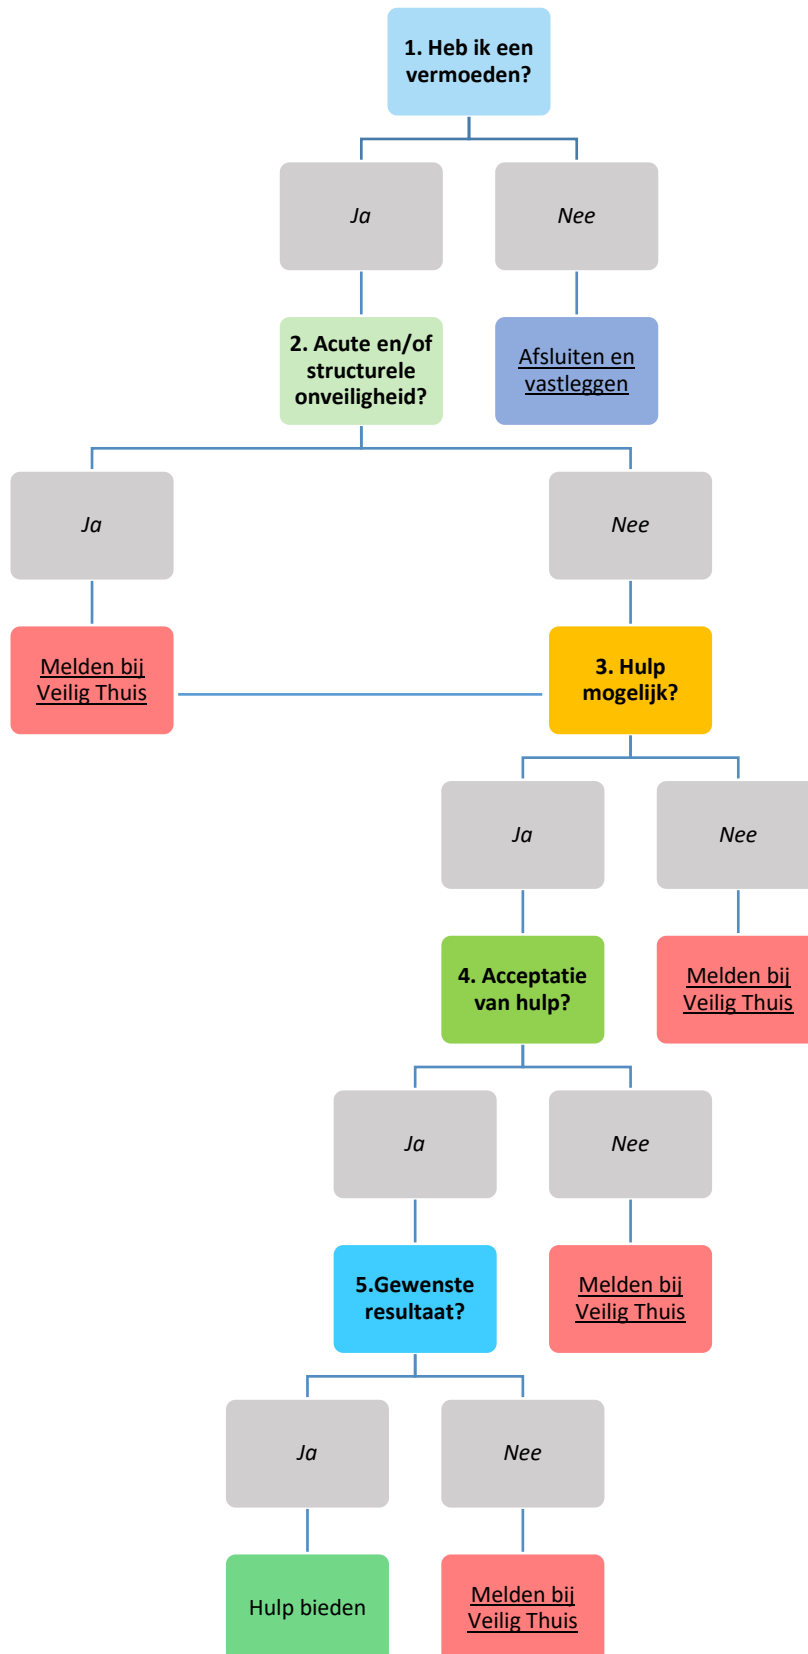 1. Heb ik een
vermoeden?
Ja
Nee
2. Acute en/of
structurele
onveiligheid?
Afsluiten en
vastleggen
Ja
Nee
Melden bij
Veilig Thuis
3. Hulp
mogelijk?
Ja
Nee
4. Acceptatie
van hulp?
Melden bij
Veilig Thuis
Ja
Nee
5.Gewenste
resultaat?
Melden bij
Veilig Thuis
Ja
Nee
Hulp bieden
Melden bij
Veilig Thuis